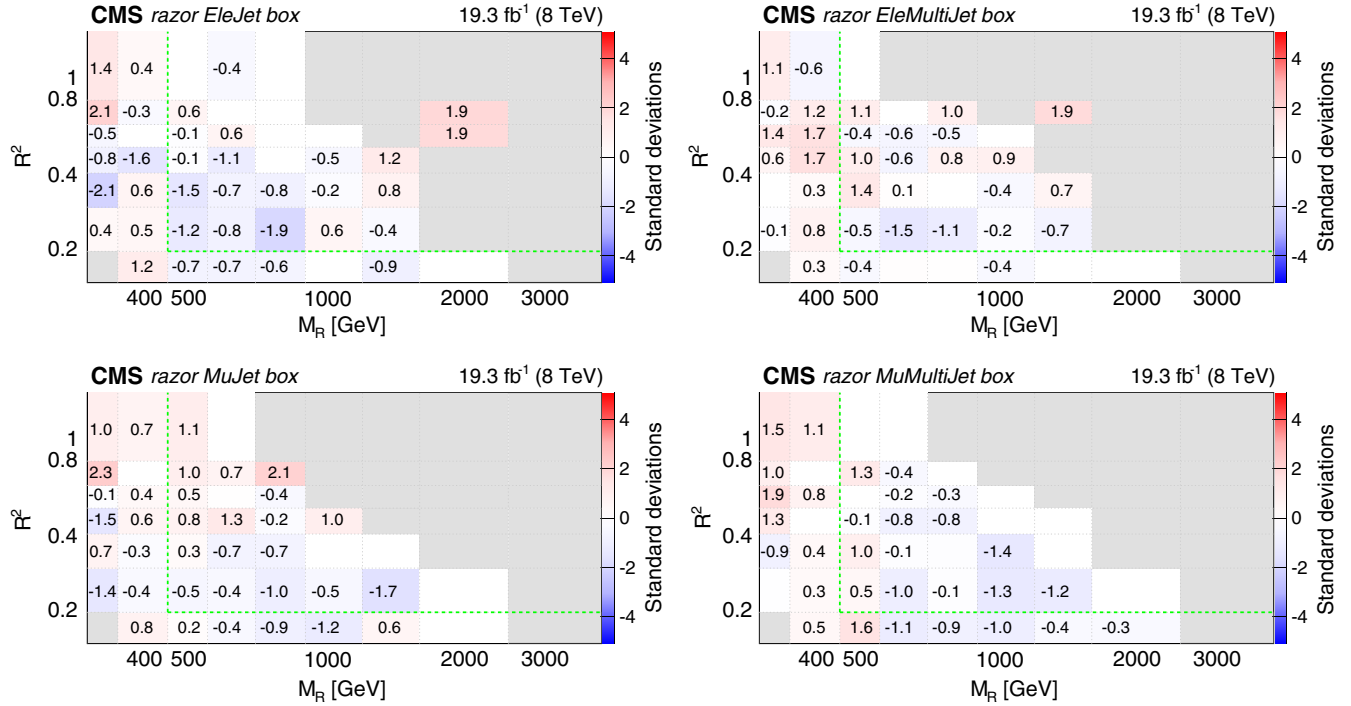 CMS razor EleJet box 19.3 fb-1 (8 TeV)
1.4 0.4 -0.4
2.1 -0.3 0.6 1.9
-0.5 -0.1 0.6 1.9
-0.8 -1.6 -0.1 -1.1 -0.5 1.2
-2.1 0.6 -1.5 -0.7 -0.8 -0.2 0.8
0.4 0.5 -1.2 -0.8 -1.9 0.6 -0.4
1.2 -0.7 -0.7 -0.6 -0.9
1
0.8
0.4
0.2
R2
400 500 1000 2000 3000
MR [GeV]
4
2
0
-2
-4
Standard deviations
CMS razor EleMultiJet box 19.3 fb-1 (8 TeV)
1.1 -0.6
-0.2 1.2 1.1 1.0 1.9
1.4 1.7 -0.4 -0.6 -0.5
0.6 1.7 1.0 -0.6 0.8 0.9
0.3 1.4 0.1 -0.4 0.7
-0.1 0.8 -0.5 -1.5 -1.1 -0.2 -0.7
0.3 -0.4 -0.4
1
0.8
0.4
0.2
R2
400 500 1000 2000 3000
MR [GeV]
4
2
0
-2
-4
Standard deviations
CMS razor MuJet box 19.3 fb-1 (8 TeV)
1.0 0.7 1.1
2.3 1.0 0.7 2.1
-0.1 0.4 0.5 -0.4
-1.5 0.6 0.8 1.3 -0.2 1.0
0.7 -0.3 0.3 -0.7 -0.7
-1.4 -0.4 -0.5 -0.4 -1.0 -0.5 -1.7
0.8 0.2 -0.4 -0.9 -1.2 0.6
1
0.8
0.4
0.2
R2
400 500 1000 2000 3000
MR [GeV]
4
2
0
-2
-4
Standard deviations
CMS razor MuMultiJet box 19.3 fb-1 (8 TeV)
1.5 1.1
1.0 1.3 -0.4
1.9 0.8 -0.2 -0.3
1.3 -0.1 -0.8 -0.8
-0.9 0.4 1.0 -0.1 -1.4
0.3 0.5 -1.0 -0.1 -1.3 -1.2
0.5 1.6 -1.1 -0.9 -1.0 -0.4 -0.3
1
0.8
0.4
0.2
R2
400 500 1000 2000 3000
MR [GeV]
4
2
0
-2
-4
Standard deviations